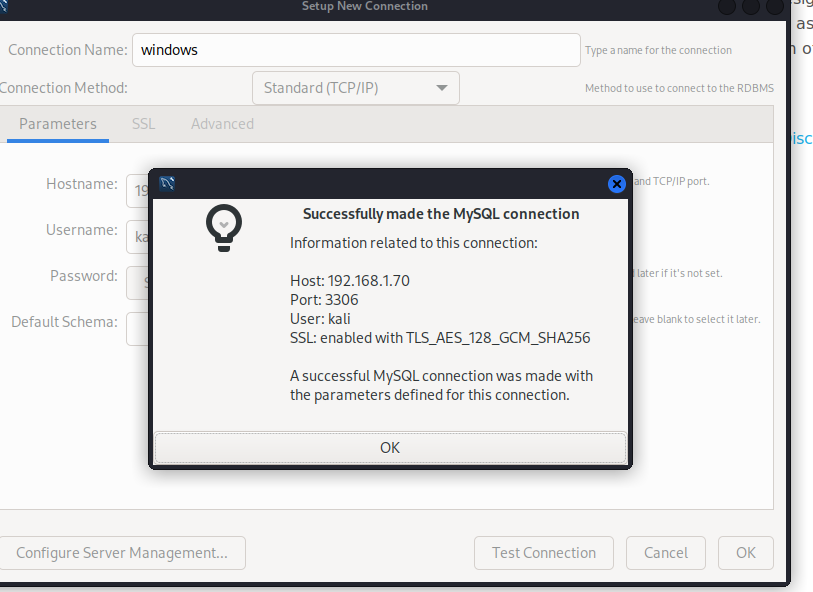 Setup New Connection
Connection Name: windows Type a name for the connection
Connection Method: Standard (TCP/IP) Method to use to connect to the RDBMS
Parameters SSL Advanced
Hostname: 19 and TCP/IP port.
Username: ka
Password: later if it's not set.
Default Schema: eave blank to select it later.
Successfully made the MySQL connection
Information related to this connection:
Host: 192.168.1.70
Port: 3306
User: kali
SSL: enabled with TLS_AES_128_GCM_SHA256
A successful MySQL connection was made with
the parameters defined for this connection.
OK
Configure Server Management... Test Connection Cancel OK
as
isc